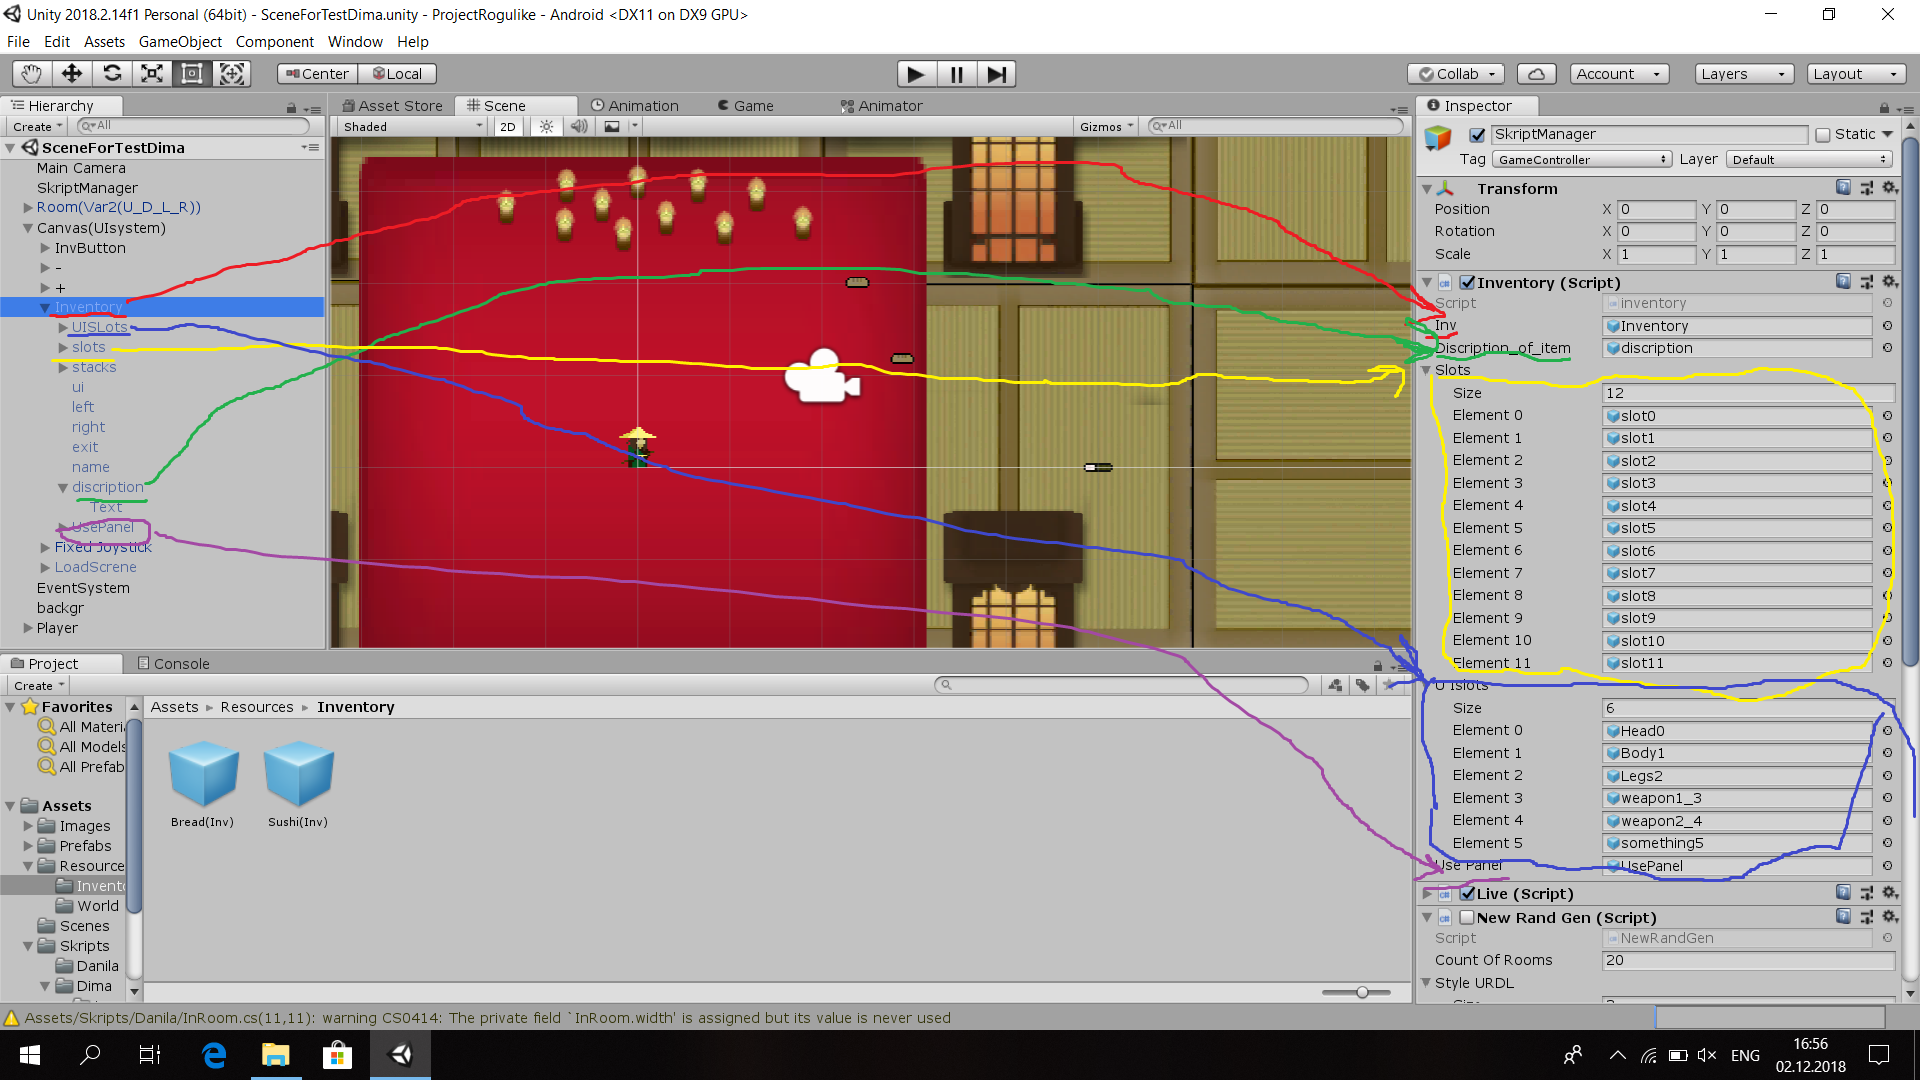 Unity 2018.2.14f1 Personal (64bit) - SceneForTestDima.unity - ProjectRogulike - Android <DX11 on DX9 GPU>
File Edit Assets GameObject Component Window Help
Center Local Collab Account Layers Layout
Hierarchy
Create All
SceneForTestDima
Main Camera
SkriptManager
Room(Var2(U_D_L_R))
Canvas(UIsystem)
InvButton
-
+
Inventory
UISLots
slots
stacks
ui
left
right
exit
name
discription
Text
UsePanel
Fixed Joystick
LoadScrene
EventSystem
backgr
Player
Asset Store Scene Animation Game Animator
Shaded 2D Gizmos All
Inspector
SkriptManager Static
Tag GameController Layer Default
Transform
Position X 0 Y 0 Z 0
Rotation X 0 Y 0 Z 0
Scale X 1 Y 1 Z 1
Inventory (Script)
Script inventory
Inv Inventory
Discription_of_item discription
Slots
Size 12
Element 0 slot0
Element 1 slot1
Element 2 slot2
Element 3 slot3
Element 4 slot4
Element 5 slot5
Element 6 slot6
Element 7 slot7
Element 8 slot8
Element 9 slot9
Element 10 slot10
Element 11 slot11
U Islots
Size 6
Element 0 Head0
Element 1 Body1
Element 2 Legs2
Element 3 weapon1_3
Element 4 weapon2_4
Element 5 something5
Use Panel UsePanel
Live (Script)
New Rand Gen (Script)
Script NewRandGen
Count Of Rooms 20
Style URDL
Project Console
Create
Favorites
All Materi
All Models
All Prefab
Assets
Images
Prefabs
Resource
Invento
World
Scenes
Skripts
Danila
Dima
Assets Resources Inventory
Bread(Inv) Sushi(Inv)
Assets/Skripts/Danila/InRoom.cs(11,11): warning CS0414: The private field `InRoom.width' is assigned but its value is never used
ENG
16:56
02.12.2018